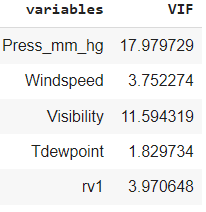 variables VIF
Press_mm_hg 17.979729
Windspeed 3.752274
Visibility 11.594319
Tdewpoint 1.829734
rv1 3.970648